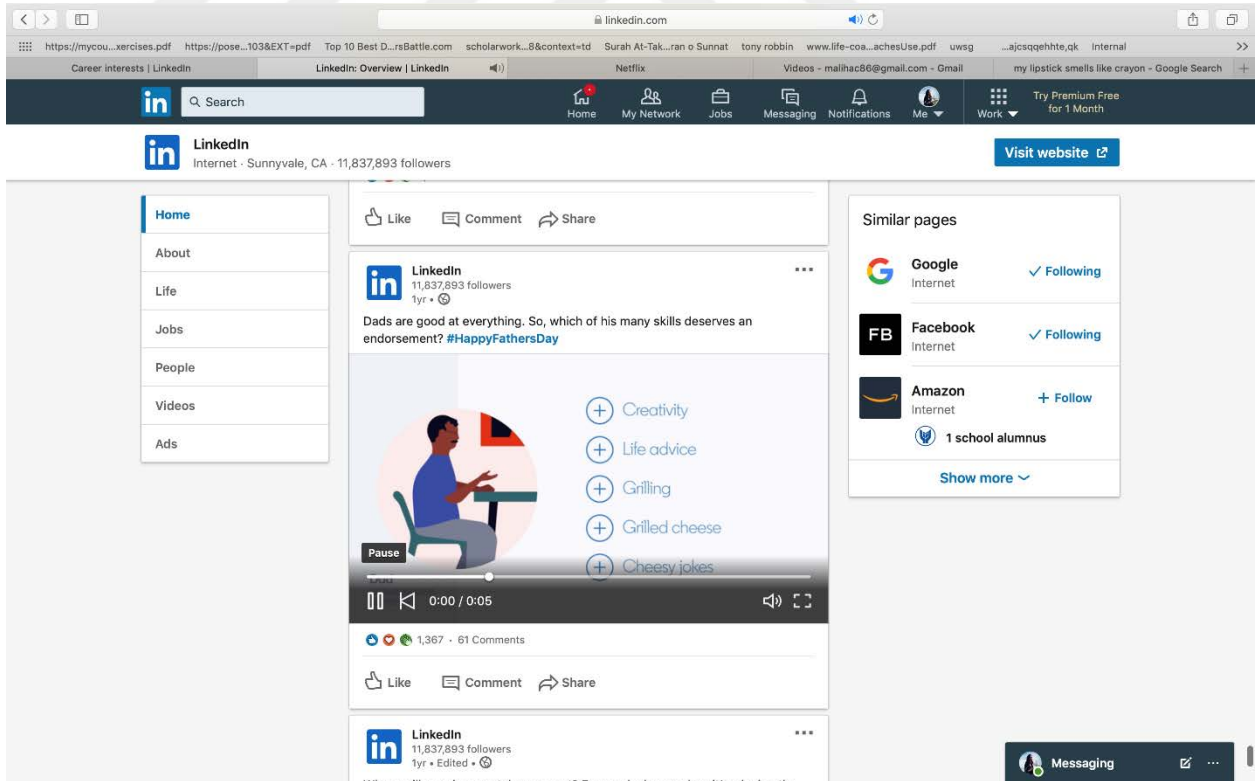 linkedin.com
https://mycou...xercises.pdf https://pose...103&EXT=pdf Top 10 Best D...rsBattle.com scholarwork...8&context=td Surah At-Tak...ran o Sunnat tony robbin www.life-coa...achesUse.pdf uwsg ...ajcsqqehhte,qk Internal >>
Career interests | LinkedIn LinkedIn: Overview | LinkedIn Netflix Videos - malihac86@gmail.com - Gmail my lipstick smells like crayon - Google Search +
in Search Home My Network Jobs Messaging Notifications Me Work Try Premium Free
for 1 Month
in LinkedIn
Internet · Sunnyvale, CA · 11,837,893 followers
Visit website
Home
About
Life
Jobs
People
Videos
Ads
Like Comment Share
in LinkedIn
11,837,893 followers
1yr •
Dads are good at everything. So, which of his many skills deserves an
endorsement? #HappyFathersDay
+ Creativity
+ Life advice
+ Grilling
+ Grilled cheese
+ Cheesy jokes
Pause
Dad
0:00 / 0:05
1,367 · 61 Comments
Like Comment Share
in LinkedIn
11,837,893 followers
1yr • Edited •
Similar pages
Google
Internet
Following
FB Facebook
Internet
Following
Amazon
Internet
+ Follow
1 school alumnus
Show more
Messaging